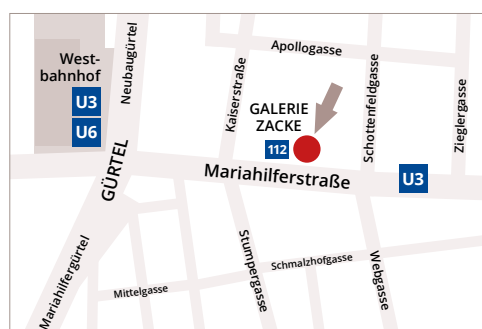 West-
bahnhof
U3
U6
Neubaugürtel
GÜRTEL
Mariahilfergürtel
Kaiserstraße
Apollogasse
GALERIE
ZACKE
112
Schottenfeldgasse
Zieglergasse
Mariahilferstraße
U3
Stumpergasse
Schmalzhofgasse
Webgasse
Mittelgasse